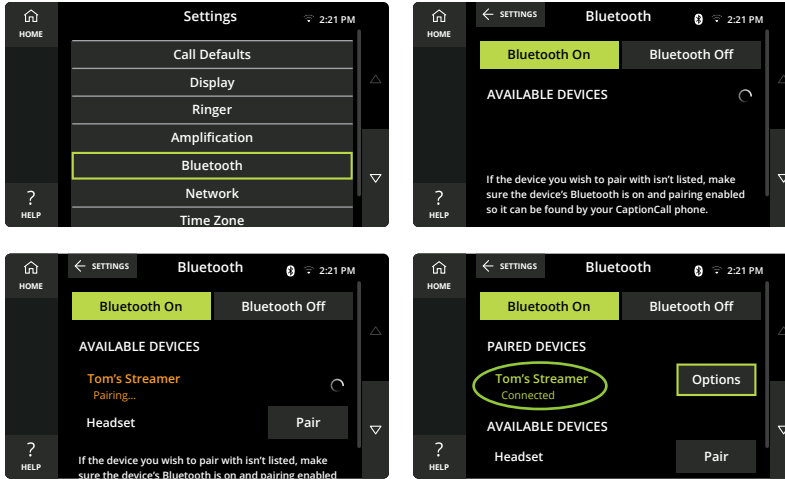 Settings
2:21 PM
HOME
Call Defaults
Display
Ringer
Amplification
Bluetooth
Network
Time Zone
?
HELP
SETTINGS
Bluetooth
2:21 PM
HOME
Bluetooth On
Bluetooth Off
AVAILABLE DEVICES
If the device you wish to pair with isn't listed, make
sure the device's Bluetooth is on and pairing enabled
so it can be found by your CaptionCall phone.
?
HELP
SETTINGS
Bluetooth
2:21 PM
HOME
Bluetooth On
Bluetooth Off
AVAILABLE DEVICES
Tom's Streamer
Pairing...
Headset
Pair
If the device you wish to pair with isn't listed, make
sure the device's Bluetooth is on and pairing enabled
?
HELP
SETTINGS
Bluetooth
2:21 PM
HOME
Bluetooth On
Bluetooth Off
PAIRED DEVICES
Tom's Streamer
Connected
Options
AVAILABLE DEVICES
Headset
Pair
?
HELP